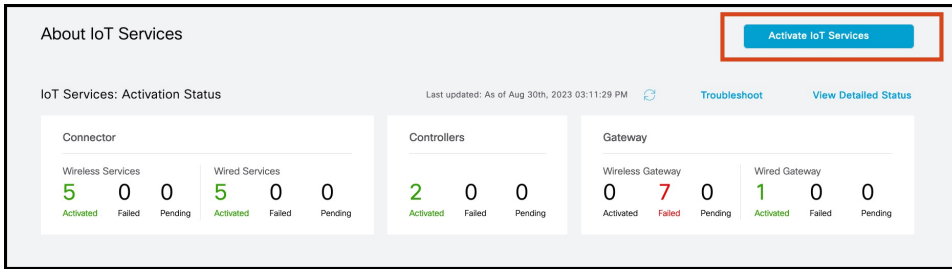 About IoT Services
Activate IoT Services
IoT Services: Activation Status
Last updated: As of Aug 30th, 2023 03:11:29 PM
Troubleshoot
View Detailed Status
Connector
Controllers
Gateway
Wireless Services
Wired Services
Wireless Gateway
Wired Gateway
5 0 0 5 0 0 2 0 0 0 7 0 1 0 0
Activated Failed Pending Activated Failed Pending Activated Failed Pending Activated Failed Pending Activated Failed Pending